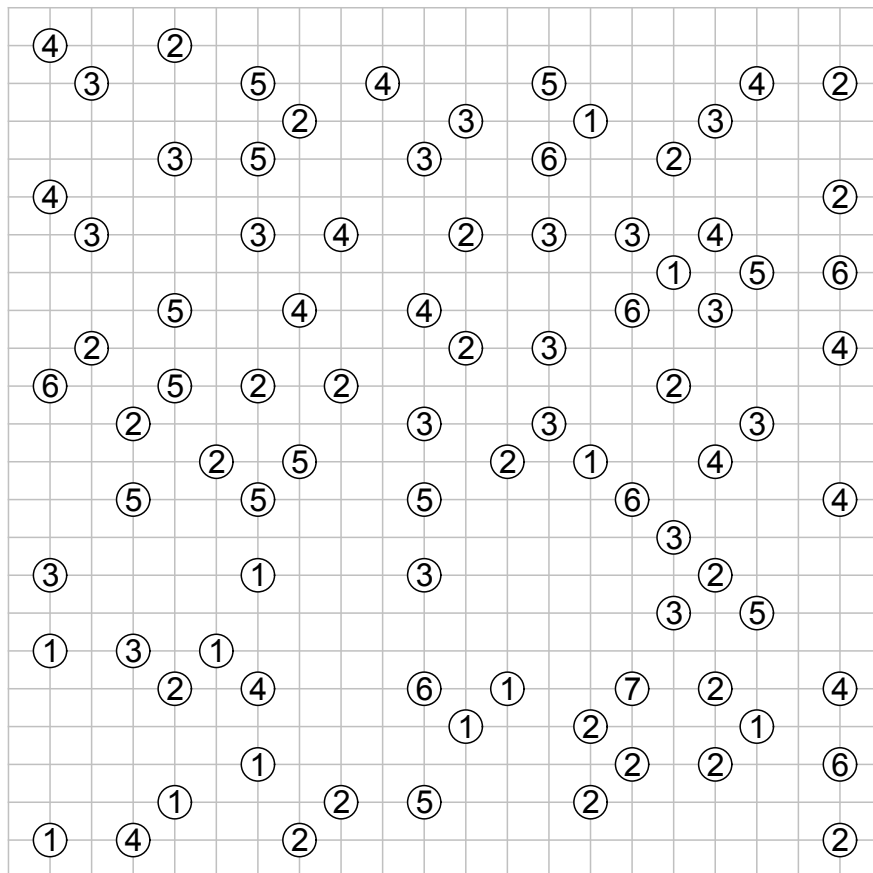 4 2
3 5 4 5 4 2
2 3 1 3
3 5 3 6 2
4 2
3 3 4 2 3 3 4
1 5 6
5 4 4 6 3
2 2 3 4
6 5 2 2 2
2 3 3 3
2 5 2 1 4
5 5 5 6 4
3
3 1 3 2
3 5
1 3 1
2 4 6 1 7 2 4
1 2 1
1 2 2 6
1 2 5 2
1 4 2 2